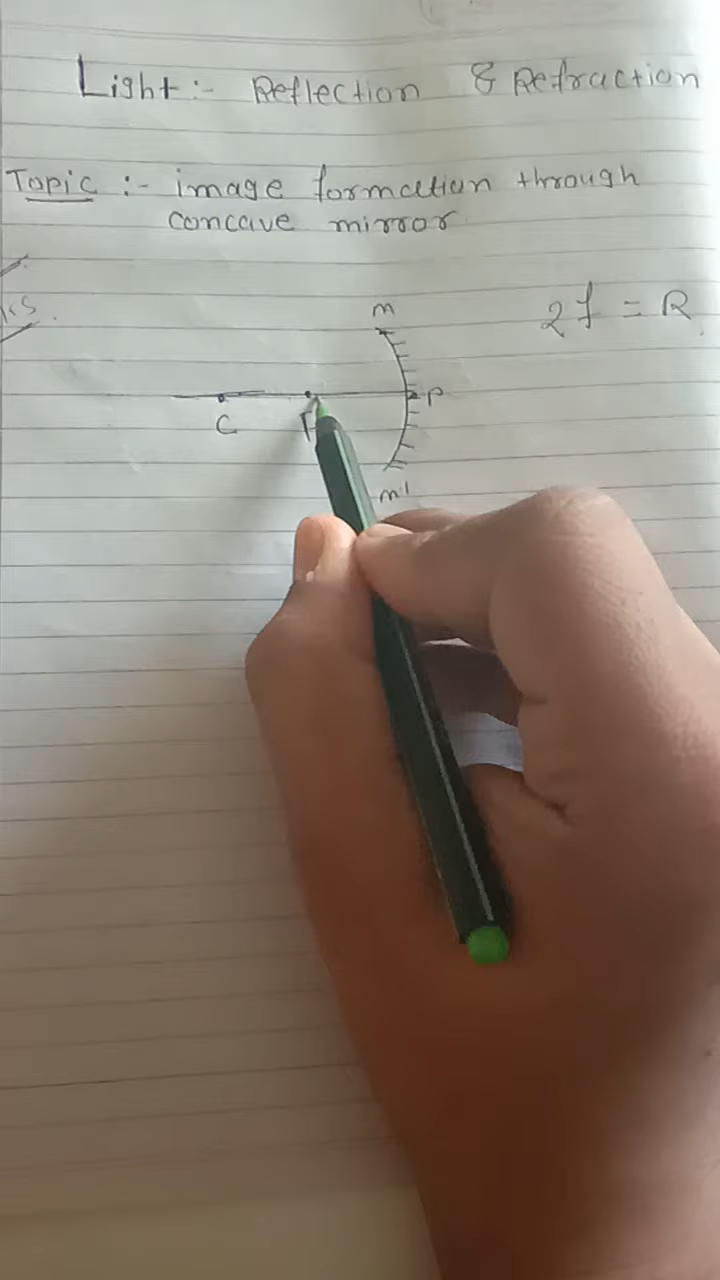 Light :- Reflection & Refraction
Topic :- image formation through
concave mirror
m
2f = R
C
F
P
m'